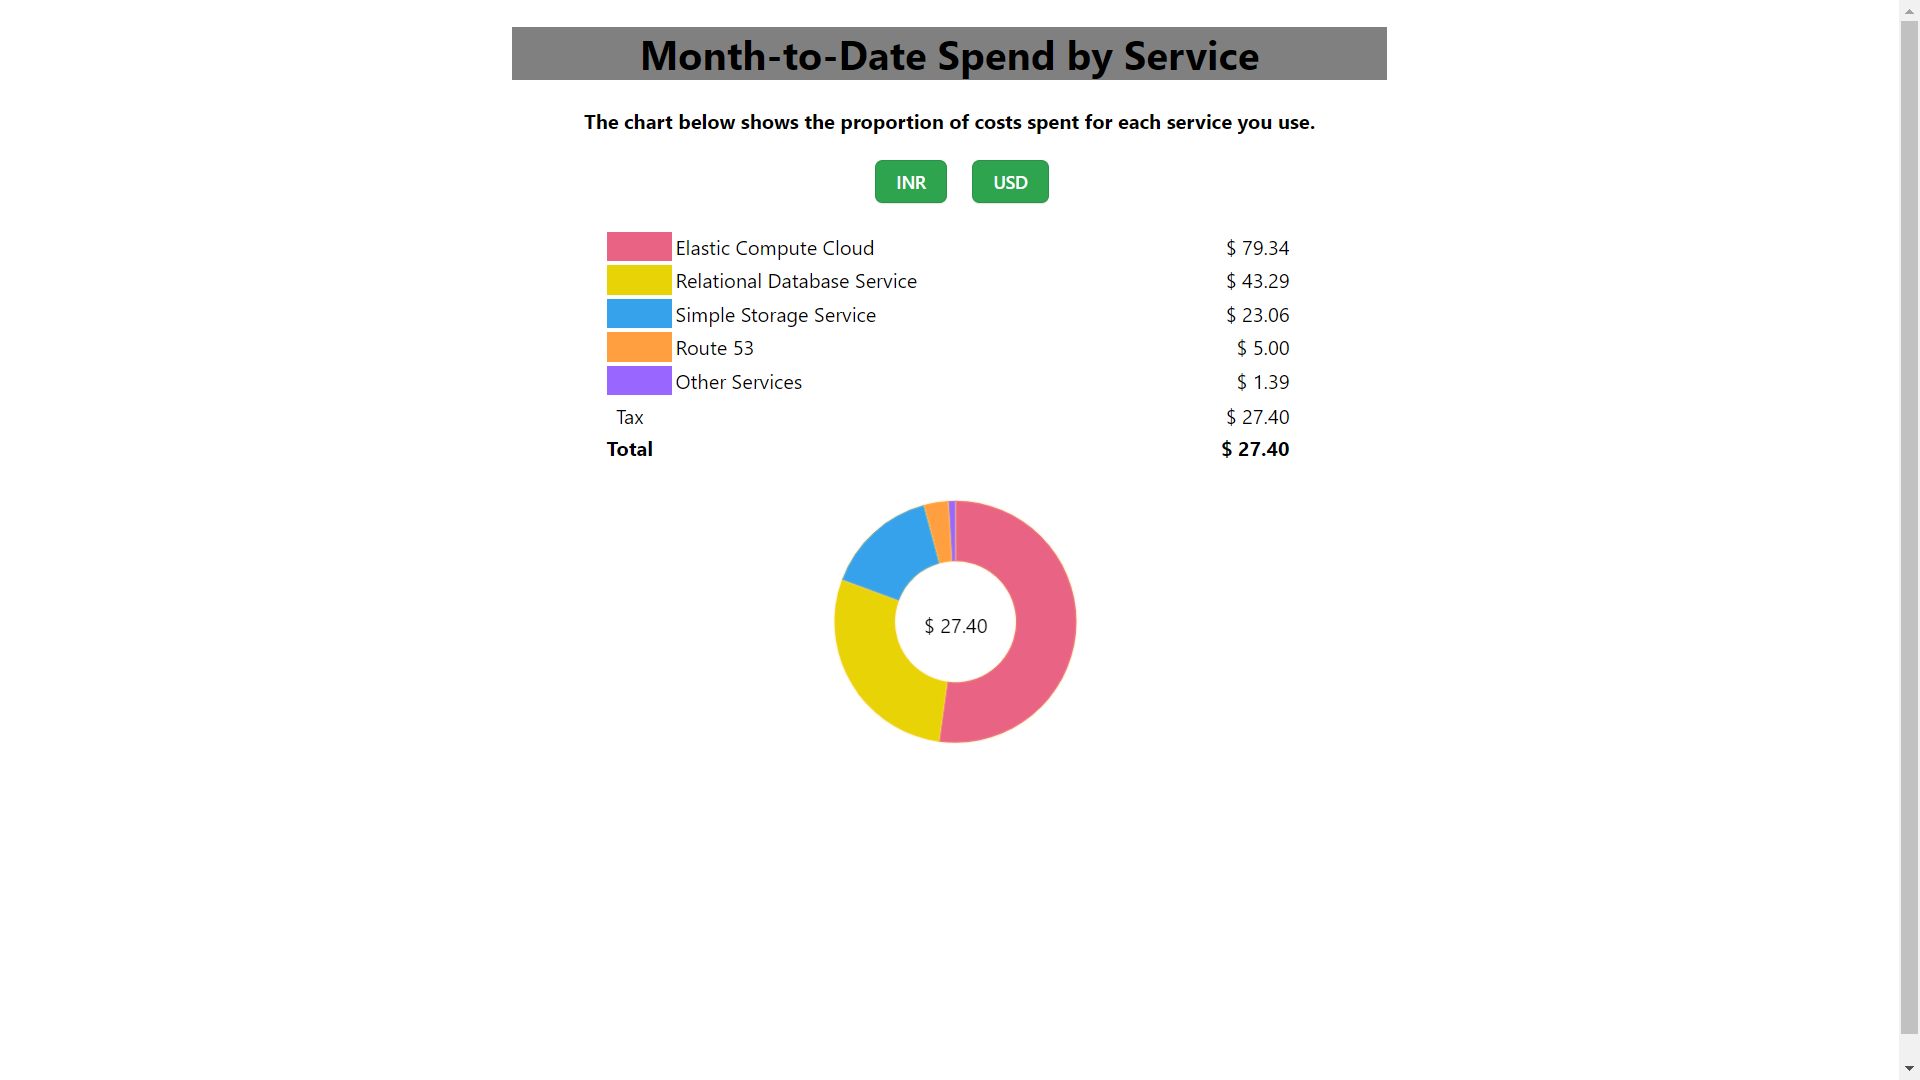 Month-to-Date Spend by Service
The chart below shows the proportion of costs spent for each service you use.
INR USD
Elastic Compute Cloud $ 79.34
Relational Database Service $ 43.29
Simple Storage Service $ 23.06
Route 53 $ 5.00
Other Services $ 1.39
Tax $ 27.40
Total $ 27.40
$ 27.40